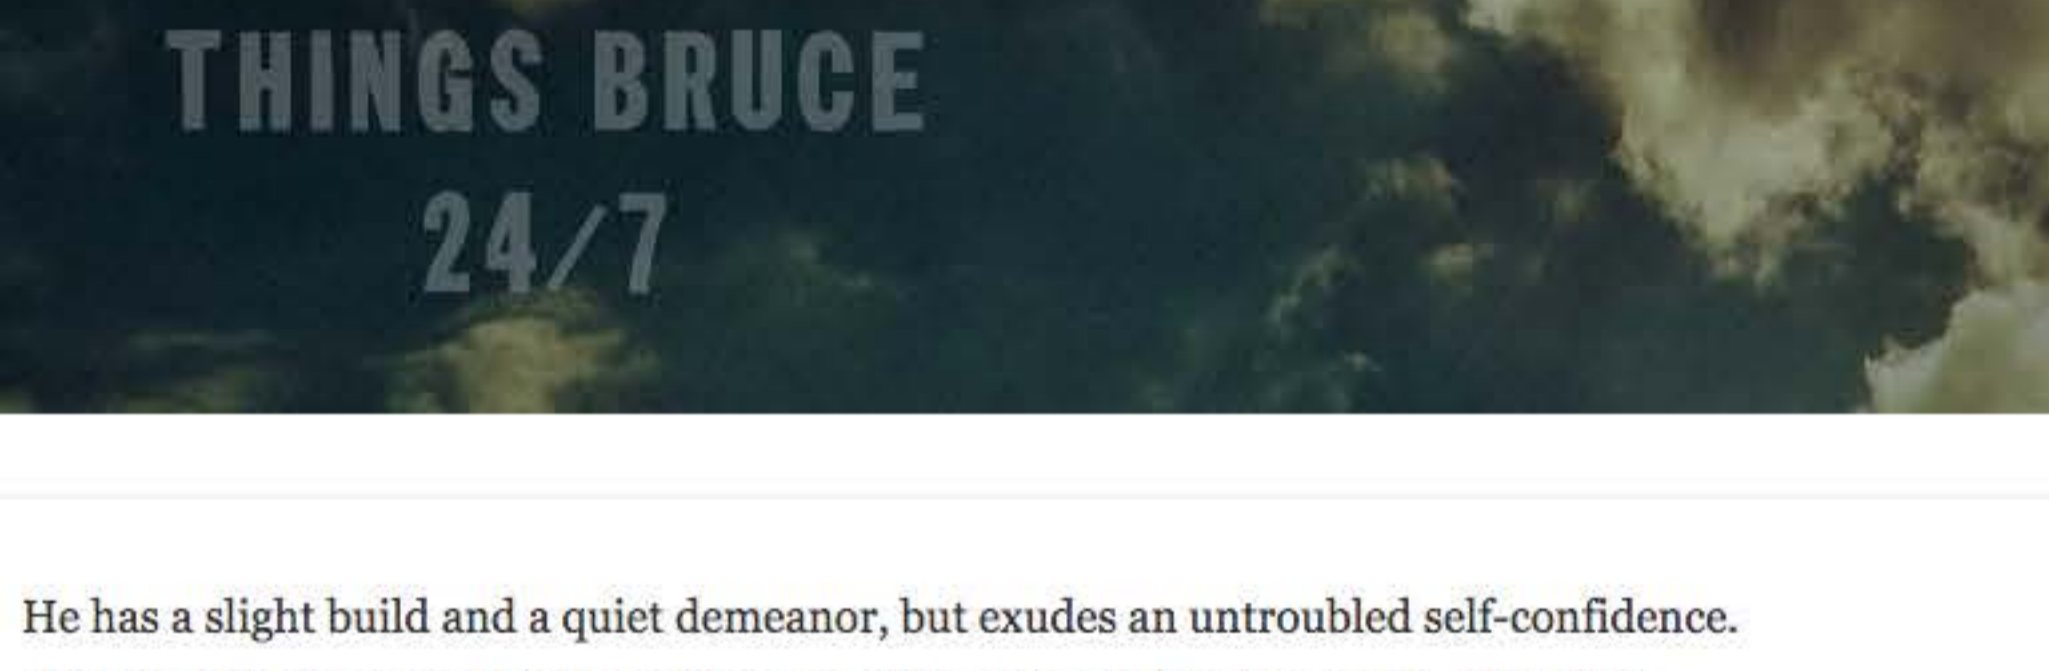 THINGS BRUCE
24/7
He has a slight build and a quiet demeanor, but exudes an untroubled self-confidence.